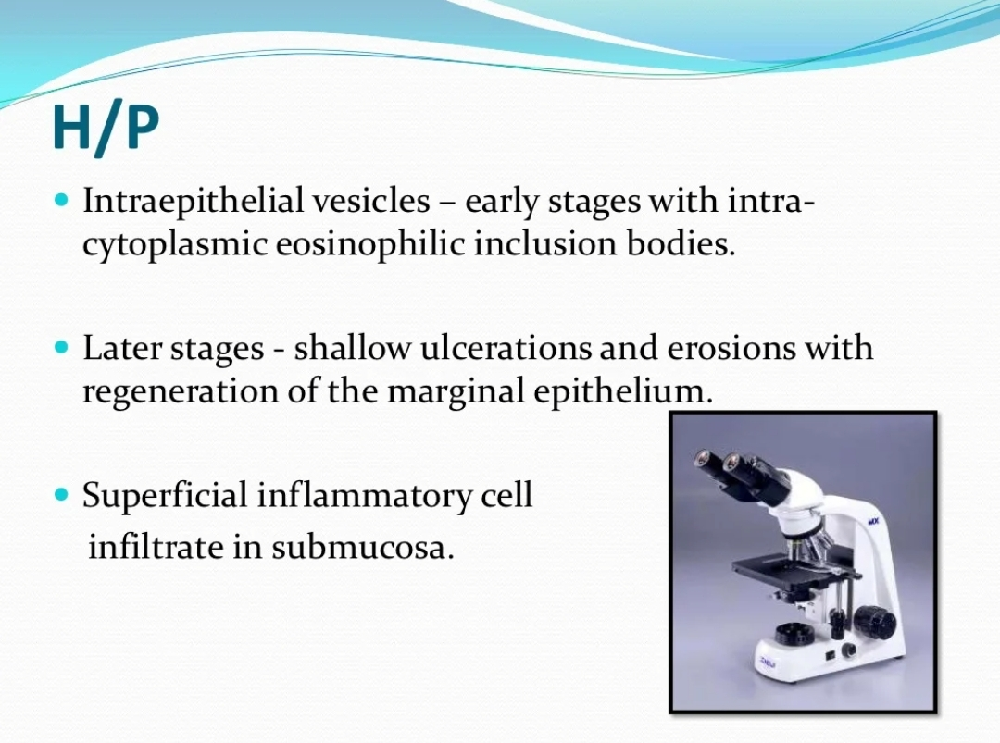 H/P
Intraepithelial vesicles – early stages with intra-
cytoplasmic eosinophilic inclusion bodies.
Later stages - shallow ulcerations and erosions with
regeneration of the marginal epithelium.
Superficial inflammatory cell
infiltrate in submucosa.